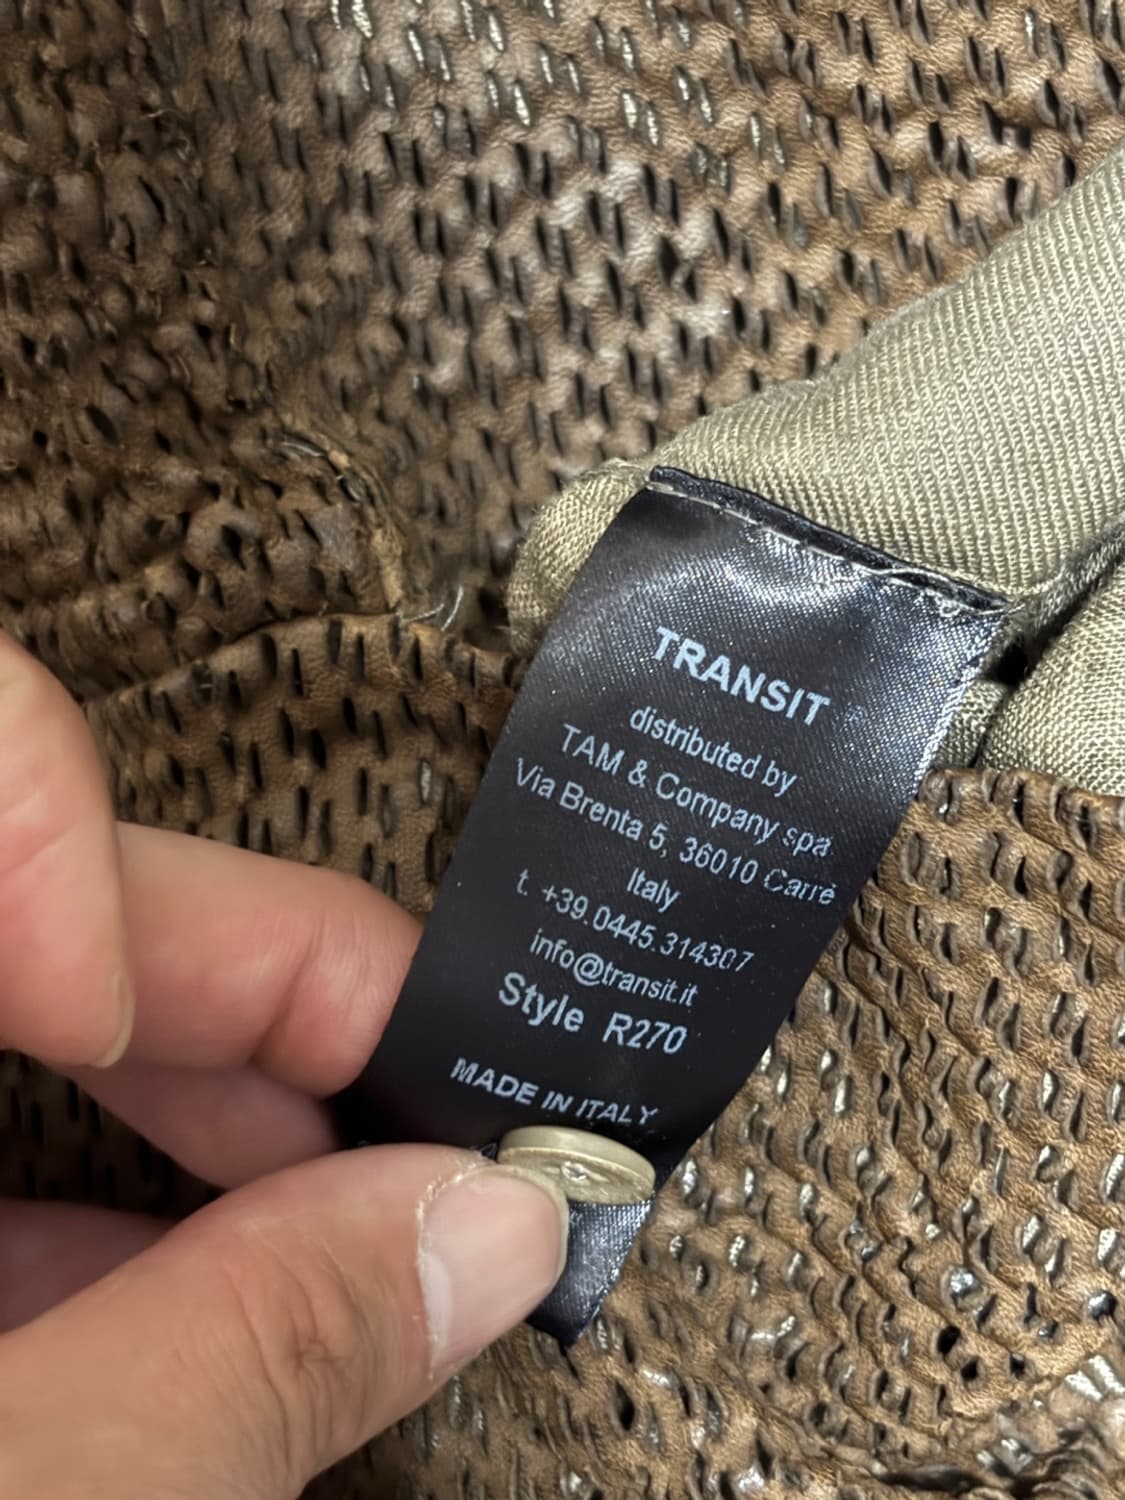 TRANSIT ®
distributed by
TAM & Company spa
Via Brenta 5, 36010 Carrè
Italy
t. +39.0445.314307
info@transit.it
Style R270
MADE IN ITALY